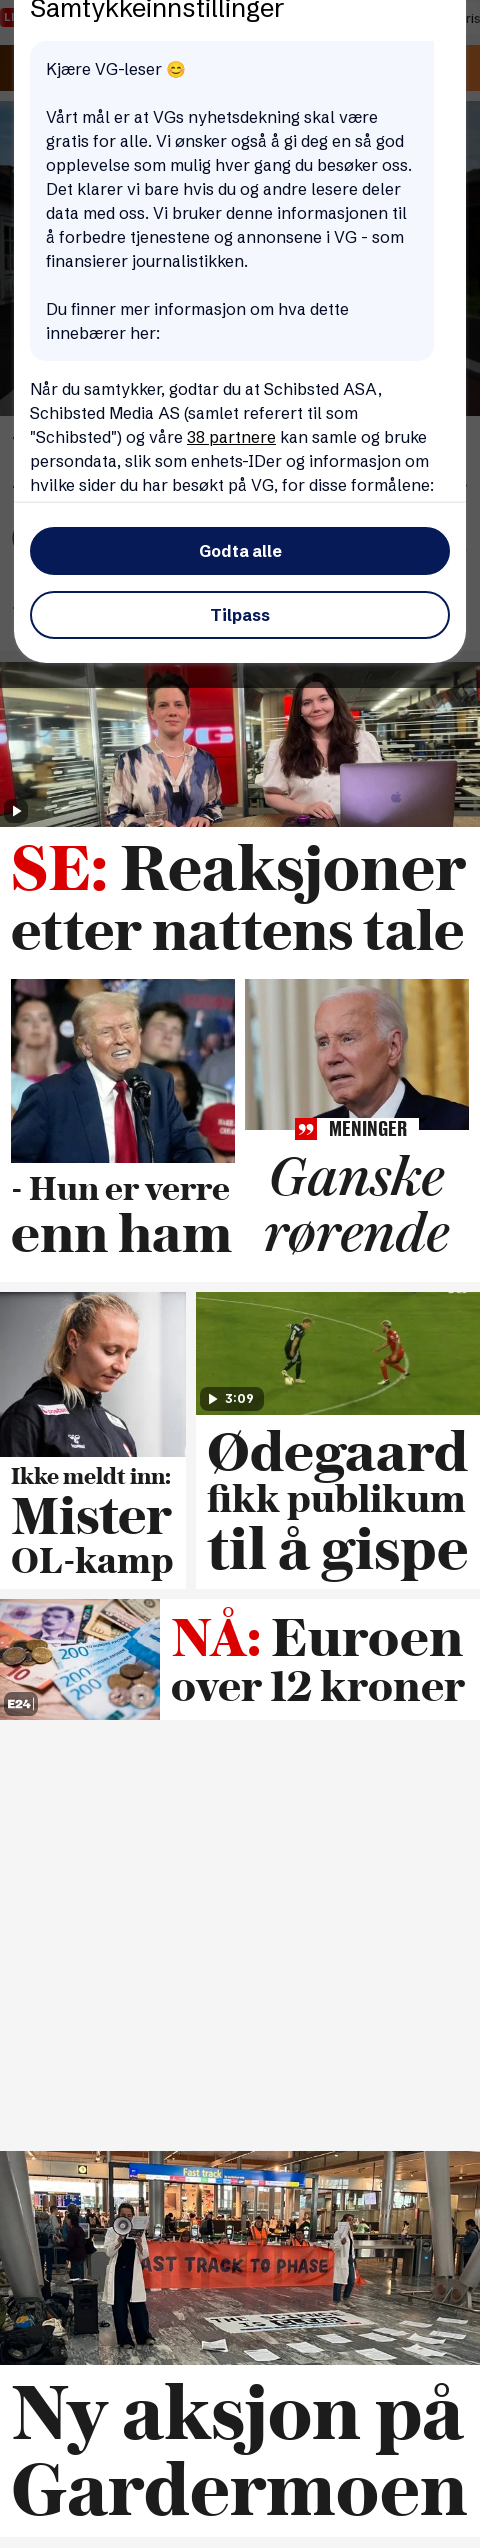 Samtykkeinnstillinger
Kjære VG-leser 😊
Vårt mål er at VGs nyhetsdekning skal være
gratis for alle. Vi ønsker også å gi deg en så god
opplevelse som mulig hver gang du besøker oss.
Det klarer vi bare hvis du og andre lesere deler
data med oss. Vi bruker denne informasjonen til
å forbedre tjenestene og annonsene i VG - som
finansierer journalistikken.
Du finner mer informasjon om hva dette
innebærer her:
Når du samtykker, godtar du at Schibsted ASA,
Schibsted Media AS (samlet referert til som
"Schibsted") og våre 38 partnere kan samle og bruke
persondata, slik som enhets-IDer og informasjon om
hvilke sider du har besøkt på VG, for disse formålene:
Godta alle
Tilpass
SE: Reaksjoner
etter nattens tale
MENINGER
- Hun er verre
enn ham
Ganske
rørende
Ikke meldt inn:
Mister
OL-kamp
3:09
Ødegaard
fikk publikum
til å gispe
E24
NÅ: Euroen
over 12 kroner
Fast track
FAST TRACK TO PHASE
THE SCIENCE
IS CLEAR
Ny aksjon på
Gardermoen